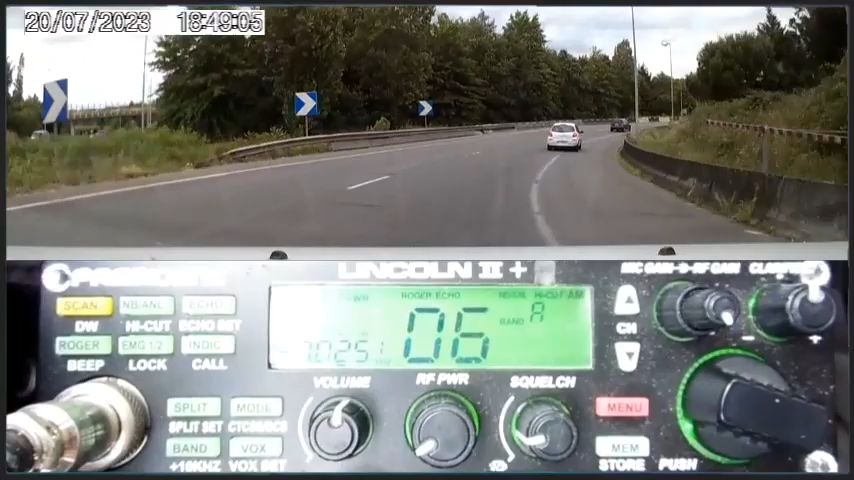 20/07/2023 18:49:05
LINCOLN II +
MIC GAIN-O-RF GAIN
SCAN NB/ANL ECHO
DW HI-CUT ECHO SET
ROGER EMG 1/2 INDIC
BEEP LOCK CALL
ROGER ECHO NB/ANL HI-CUT AM
06 BAND A
CH
VOLUME RF PWR SQUELCH
SPLIT MODE
SPLIT SET CTCSS/DCS
BAND VOX
+10KHZ VOX SET
MENU
MEM
STORE PUSH